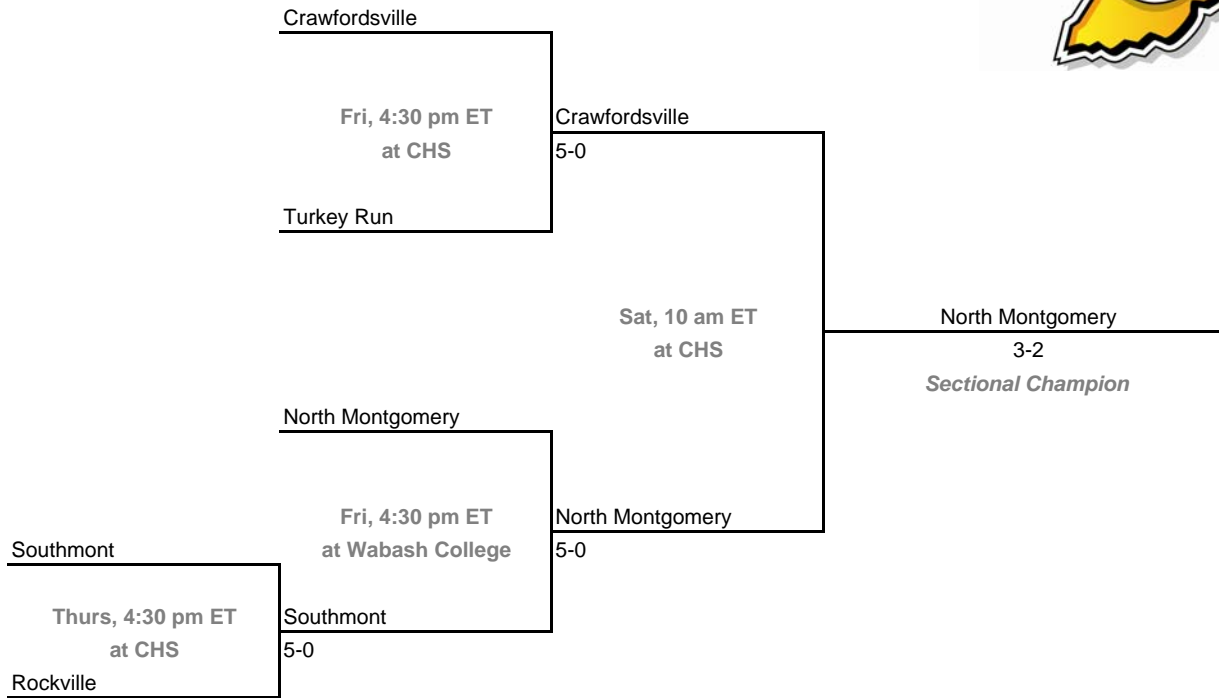 Crawfordsville
Fri, 4:30 pm ET
at CHS
Crawfordsville
5-0
Turkey Run
Sat, 10 am ET
at CHS
North Montgomery
3-2
Sectional Champion
North Montgomery
Fri, 4:30 pm ET
at Wabash College
North Montgomery
5-0
Southmont
Thurs, 4:30 pm ET
at CHS
Southmont
5-0
Rockville